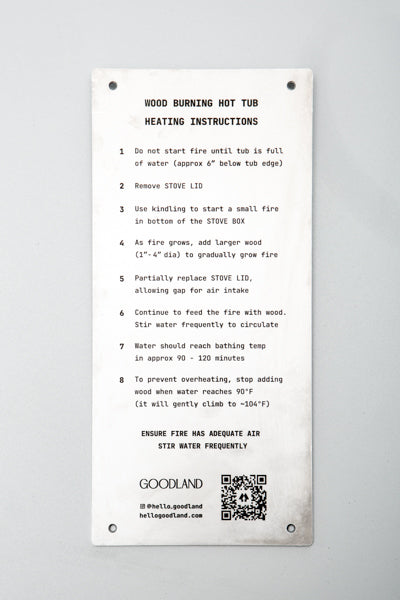 WOOD BURNING HOT TUB
HEATING INSTRUCTIONS
1 Do not start fire until tub is full
of water (approx 6" below tub edge)
2 Remove STOVE LID
3 Use kindling to start a small fire
in bottom of the STOVE BOX
4 As fire grows, add larger wood
(1"-4" dia) to gradually grow fire
5 Partially replace STOVE LID,
allowing gap for air intake
6 Continue to feed the fire with wood.
Stir water frequently to circulate
7 Water should reach bathing temp
in approx 90 - 120 minutes
8 To prevent overheating, stop adding
wood when water reaches 90°F
(it will gently climb to ~104°F)
ENSURE FIRE HAS ADEQUATE AIR
STIR WATER FREQUENTLY
GOODLAND
@hello.goodland
hellogoodland.com